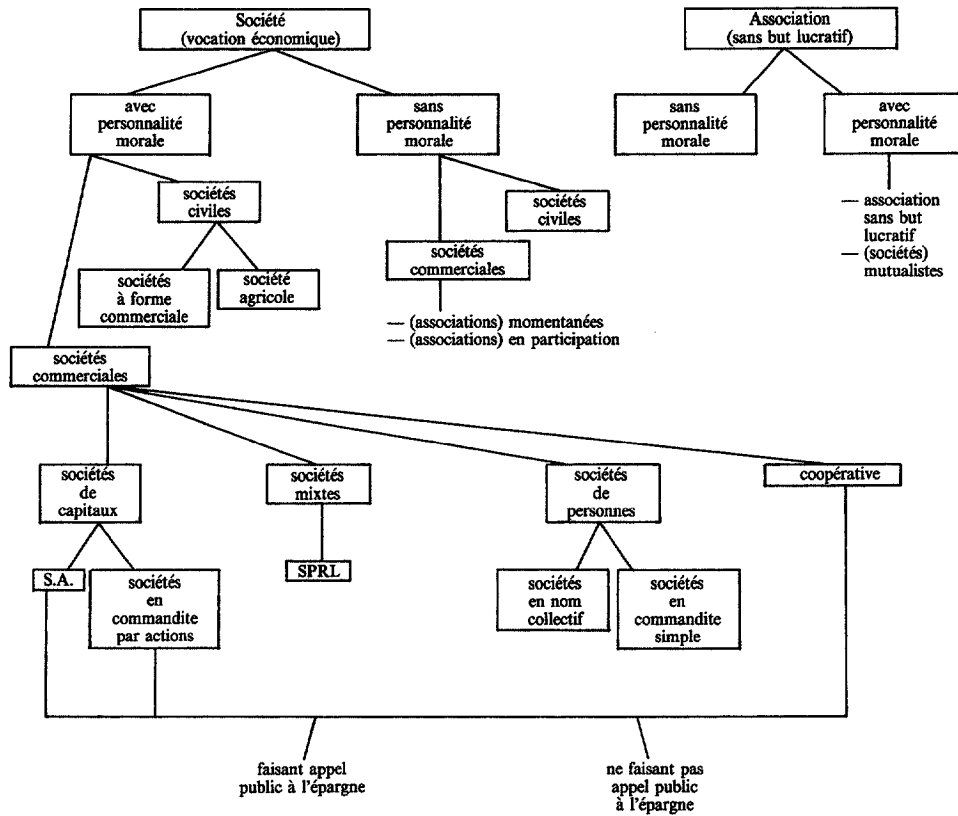 Société
(vocation économique)
Association
(sans but lucratif)
avec
personnalité
morale
sans
personnalité
morale
sans
personnalité
morale
avec
personnalité
morale
sociétés
civiles
sociétés
civiles
— association
sans but
lucratif
— (sociétés)
mutualistes
sociétés
à forme
commerciale
société
agricole
sociétés
commerciales
— (associations) momentanées
— (associations) en participation
sociétés
commerciales
sociétés
de
capitaux
sociétés
mixtes
sociétés
de
personnes
coopérative
S.A.
sociétés
en
commandite
par actions
SPRL
sociétés
en nom
collectif
sociétés
en
commandite
simple
faisant appel
public à l'épargne
ne faisant pas
appel public
à l'épargne